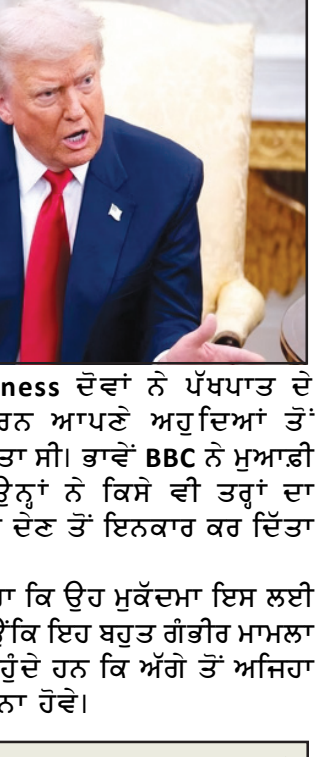 ness ਦੋਵਾਂ ਨੇ ਪੱਖਪਾਤ ਦੇ
ਰਨ ਆਪਣੇ ਅਹੁਦਿਆਂ ਤੋਂ
ਤਾ ਸੀ। ਭਾਵੇਂ BBC ਨੇ ਮੁਆਫ਼ੀ
ਉਨ੍ਹਾਂ ਨੇ ਕਿਸੇ ਵੀ ਤਰ੍ਹਾਂ ਦਾ
ਦੇਣ ਤੋਂ ਇਨਕਾਰ ਕਰ ਦਿੱਤਾ
ਹਾ ਕਿ ਉਹ ਮੁਕੱਦਮਾ ਇਸ ਲਈ
ਉਂਕਿ ਇਹ ਬਹੁਤ ਗੰਭੀਰ ਮਾਮਲਾ
ਹੁੰਦੇ ਹਨ ਕਿ ਅੱਗੇ ਤੋਂ ਅਜਿਹਾ
ਨਾ ਹੋਵੇ।